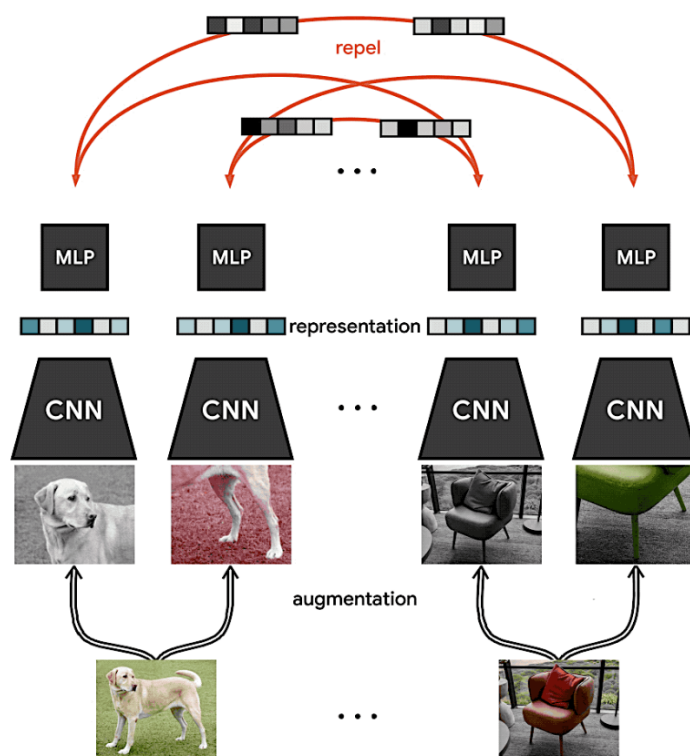 repel
. . .
MLP MLP MLP MLP
representation
CNN CNN . . . CNN CNN
augmentation
. . .